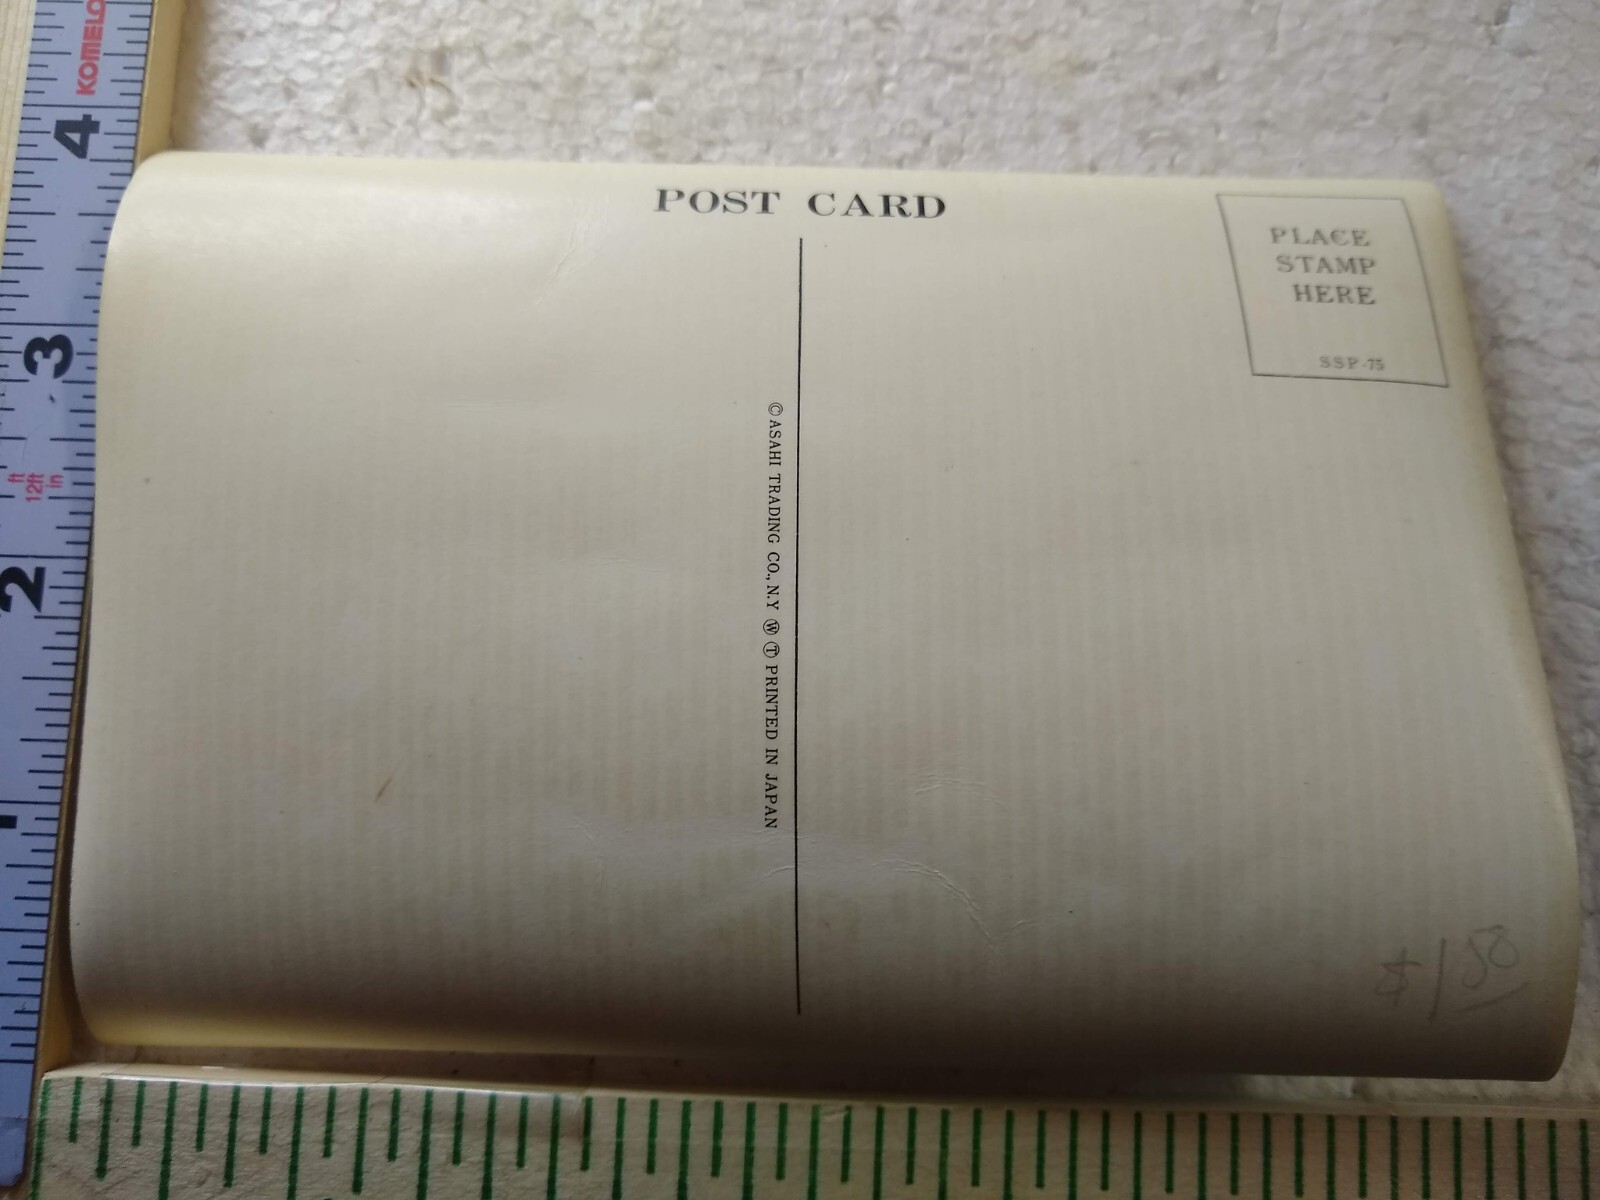 KOMELO
4
3
ft
12ft
in
2
1
POST CARD
PLACE
STAMP
HERE
SSP-75
© ASAHI TRADING CO., N.Y Ⓦ Ⓣ PRINTED IN JAPAN
$1.50